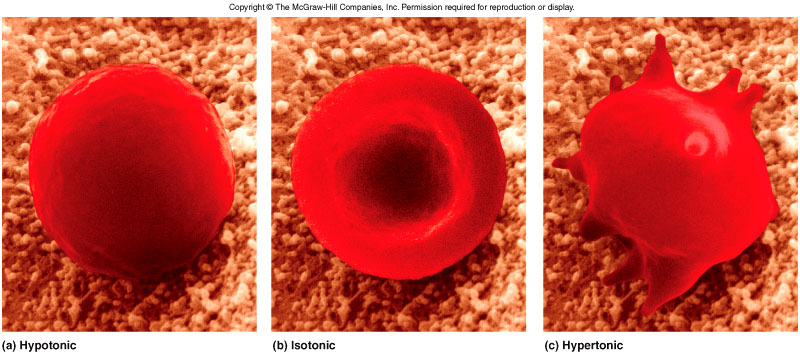 Copyright © The McGraw-Hill Companies, Inc. Permission required for reproduction or display.
(a) Hypotonic
(b) Isotonic
(c) Hypertonic